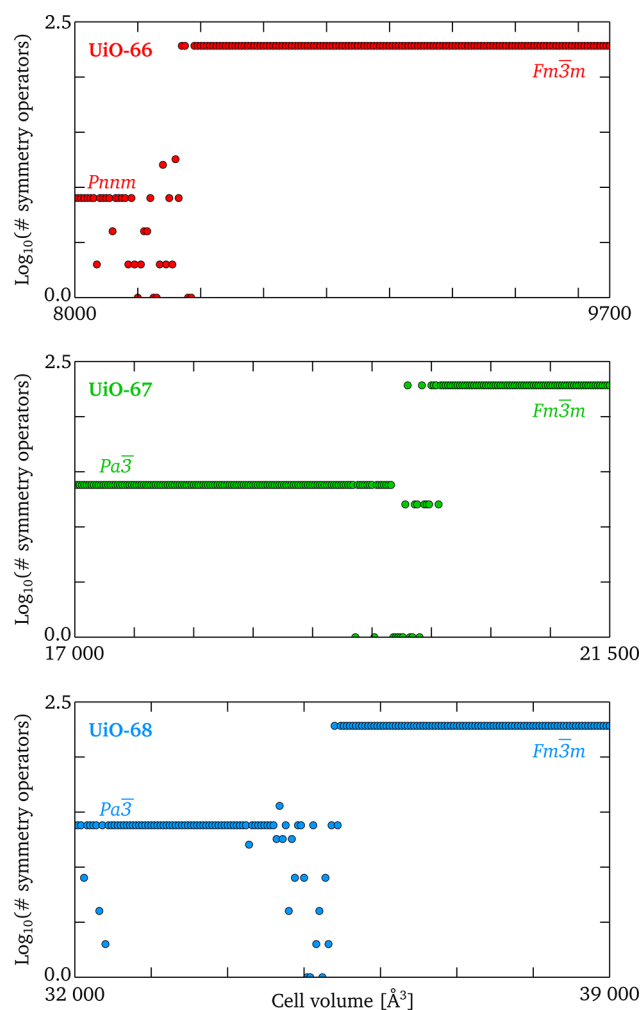 2.5
UiO-66
Fm3̅m
Log₁₀(# symmetry operators)
Pnnm
0.0
8000
9700
2.5
UiO-67
Fm3̅m
Log₁₀(# symmetry operators)
Pa3̅
0.0
17 000
21 500
2.5
UiO-68
Fm3̅m
Log₁₀(# symmetry operators)
Pa3̅
0.0
32 000
Cell volume [Å³]
39 000